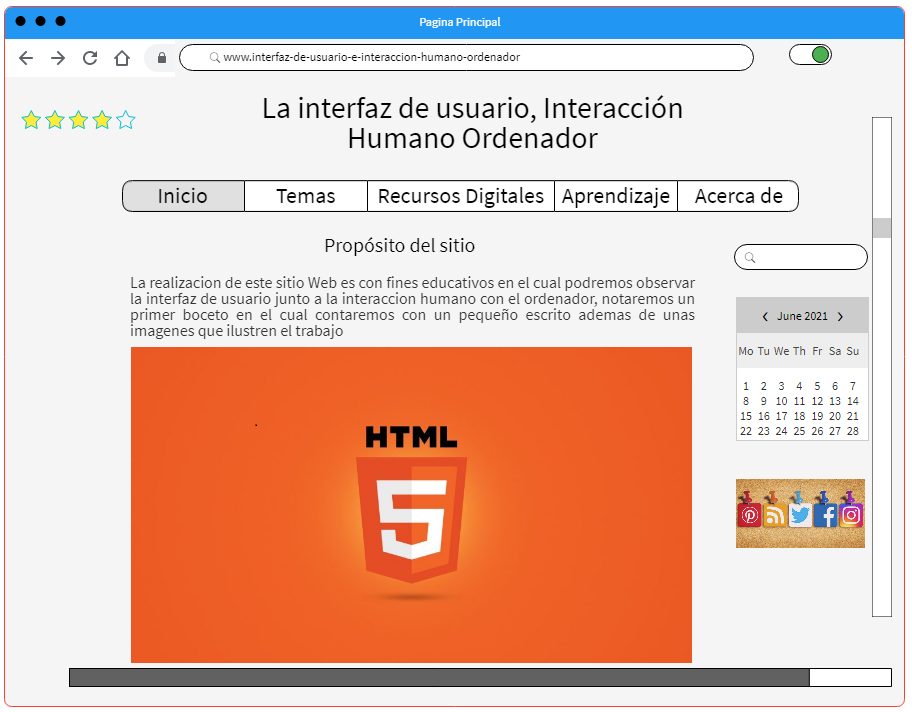 Pagina Principal
www.interfaz-de-usuario-e-interaccion-humano-ordenador
La interfaz de usuario, Interacción
Humano Ordenador
Inicio Temas Recursos Digitales Aprendizaje Acerca de
Propósito del sitio
La realizacion de este sitio Web es con fines educativos en el cual podremos observar
la interfaz de usuario junto a la interaccion humano con el ordenador, notaremos un
primer boceto en el cual contaremos con un pequeño escrito ademas de unas
imagenes que ilustren el trabajo
HTML
5
June 2021
Mo Tu We Th Fr Sa Su
1 2 3 4 5 6 7
8 9 10 11 12 13 14
15 16 17 18 19 20 21
22 23 24 25 26 27 28